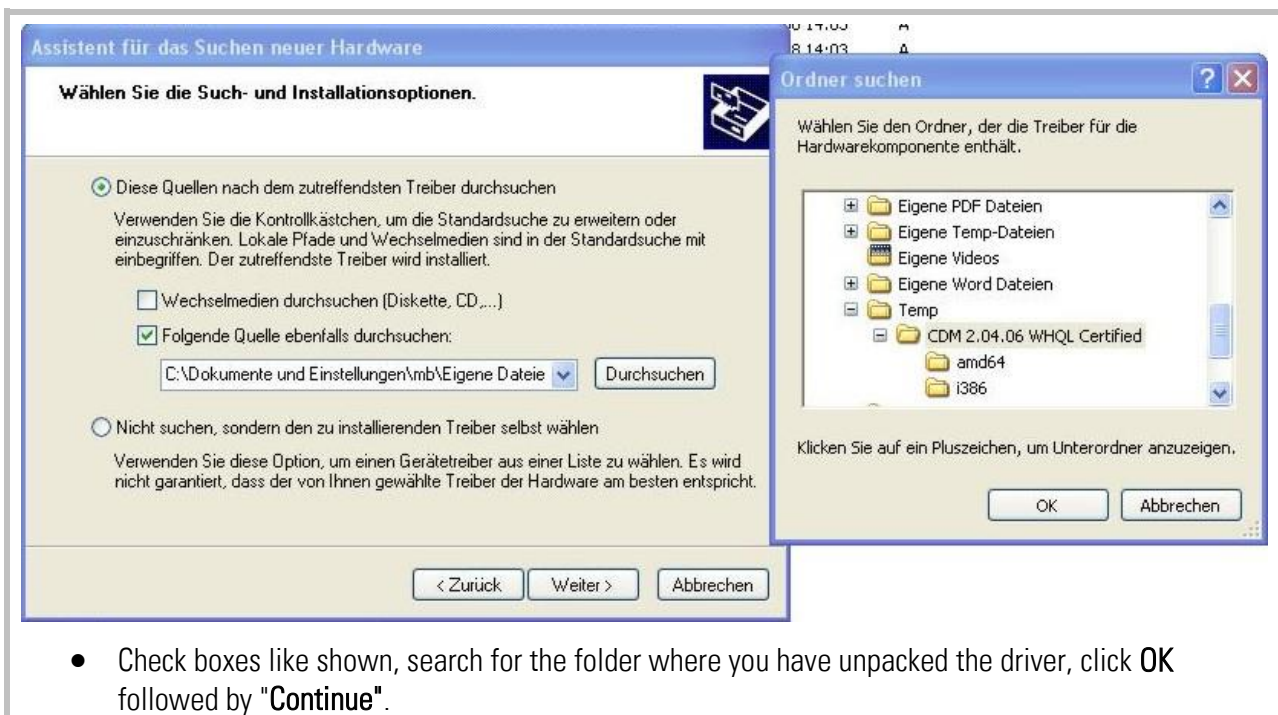 Assistent für das Suchen neuer Hardware
Wählen Sie die Such- und Installationsoptionen.
Diese Quellen nach dem zutreffendsten Treiber durchsuchen
Verwenden Sie die Kontrollkästchen, um die Standardsuche zu erweitern oder
einzuschränken. Lokale Pfade und Wechselmedien sind in der Standardsuche mit
einbegriffen. Der zutreffendste Treiber wird installiert.
Wechselmedien durchsuchen (Diskette, CD,...)
Folgende Quelle ebenfalls durchsuchen:
C:\Dokumente und Einstellungen\mb\Eigene Dateie
Durchsuchen
Nicht suchen, sondern den zu installierenden Treiber selbst wählen
Verwenden Sie diese Option, um einen Gerätetreiber aus einer Liste zu wählen. Es wird
nicht garantiert, dass der von Ihnen gewählte Treiber der Hardware am besten entspricht.
< Zurück
Weiter >
Abbrechen
8 14:03 A
Ordner suchen
Wählen Sie den Ordner, der die Treiber für die
Hardwarekomponente enthält.
Eigene PDF Dateien
Eigene Temp-Dateien
Eigene Videos
Eigene Word Dateien
Temp
CDM 2.04.06 WHQL Certified
amd64
i386
Klicken Sie auf ein Pluszeichen, um Unterordner anzuzeigen.
OK
Abbrechen
• Check boxes like shown, search for the folder where you have unpacked the driver, click OK
followed by "Continue".